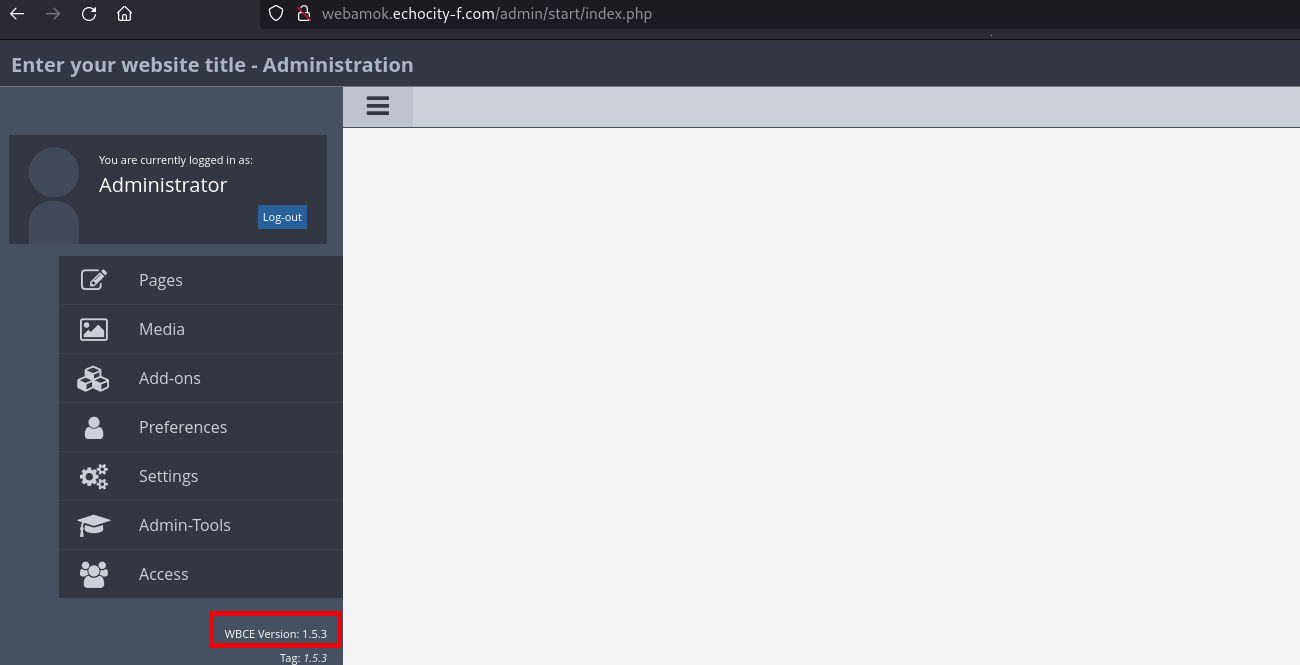 webamok.echocity-f.com/admin/start/index.php
Enter your website title - Administration
You are currently logged in as:
Administrator
Log-out
Pages
Media
Add-ons
Preferences
Settings
Admin-Tools
Access
WBCE Version: 1.5.3
Tag: 1.5.3